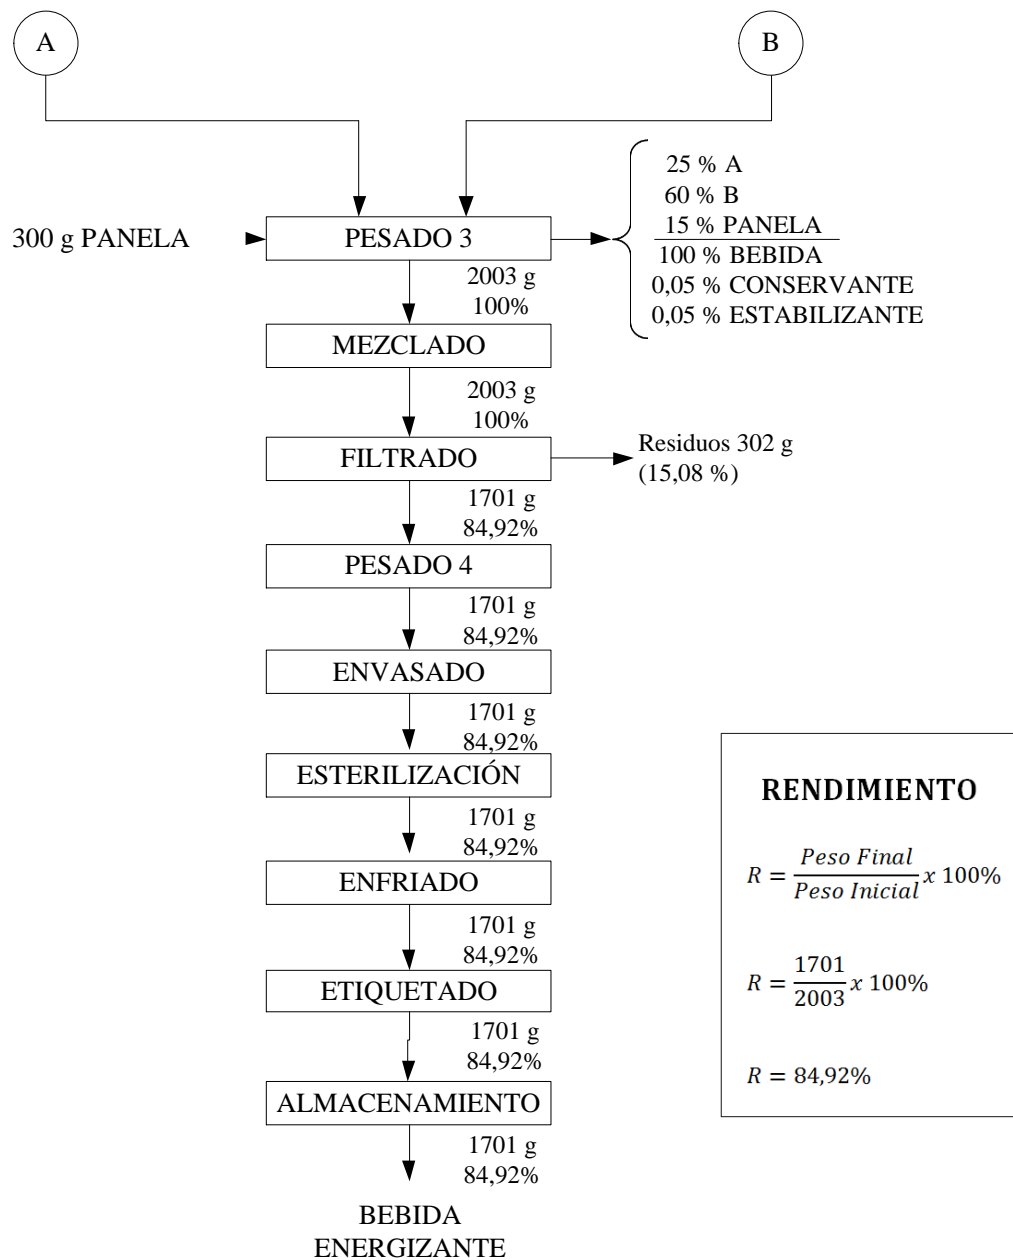 A
B
25 % A
60 % B
15 % PANELA
100 % BEBIDA
0,05 % CONSERVANTE
0,05 % ESTABILIZANTE
300 g PANELA
PESADO 3
2003 g
100%
MEZCLADO
2003 g
100%
FILTRADO
Residuos 302 g
(15,08 %)
1701 g
84,92%
PESADO 4
1701 g
84,92%
ENVASADO
1701 g
84,92%
ESTERILIZACIÓN
1701 g
84,92%
ENFRIADO
1701 g
84,92%
ETIQUETADO
1701 g
84,92%
ALMACENAMIENTO
1701 g
84,92%
BEBIDA
ENERGIZANTE
RENDIMIENTO
R = Peso Final / Peso Inicial x 100%
R = 1701 / 2003 x 100%
R = 84,92%